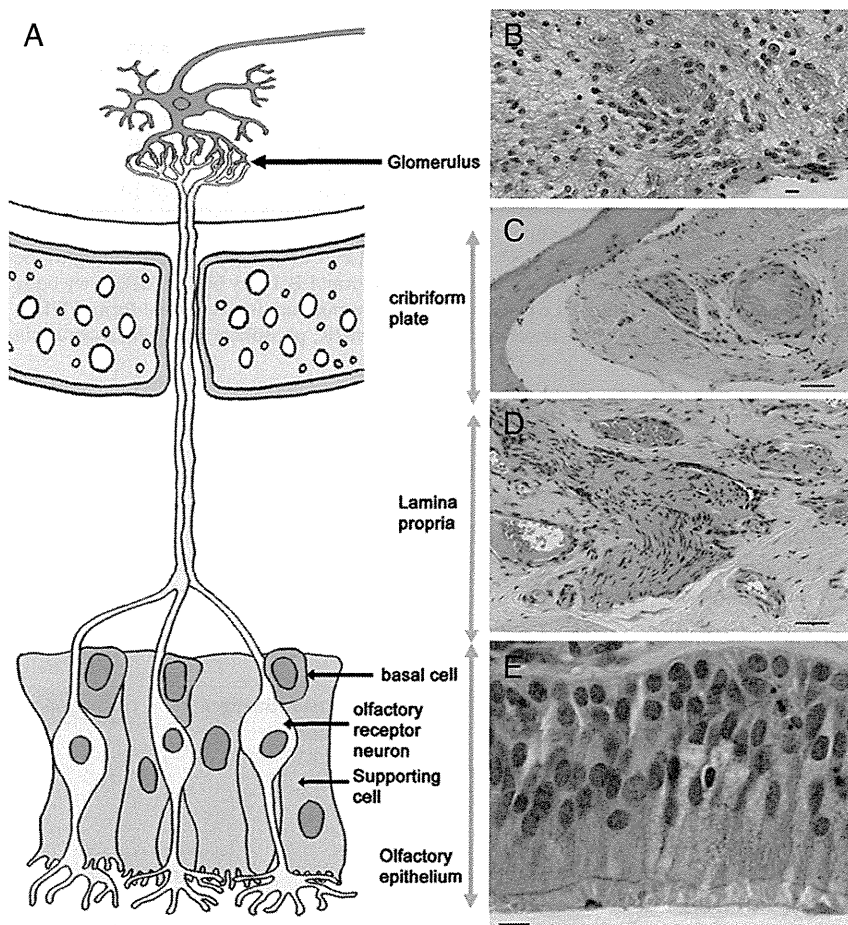 A
B
Glomerulus
C
cribriform
plate
D
Lamina
propria
E
basal cell
olfactory
receptor
neuron
Supporting
cell
Olfactory
epithelium